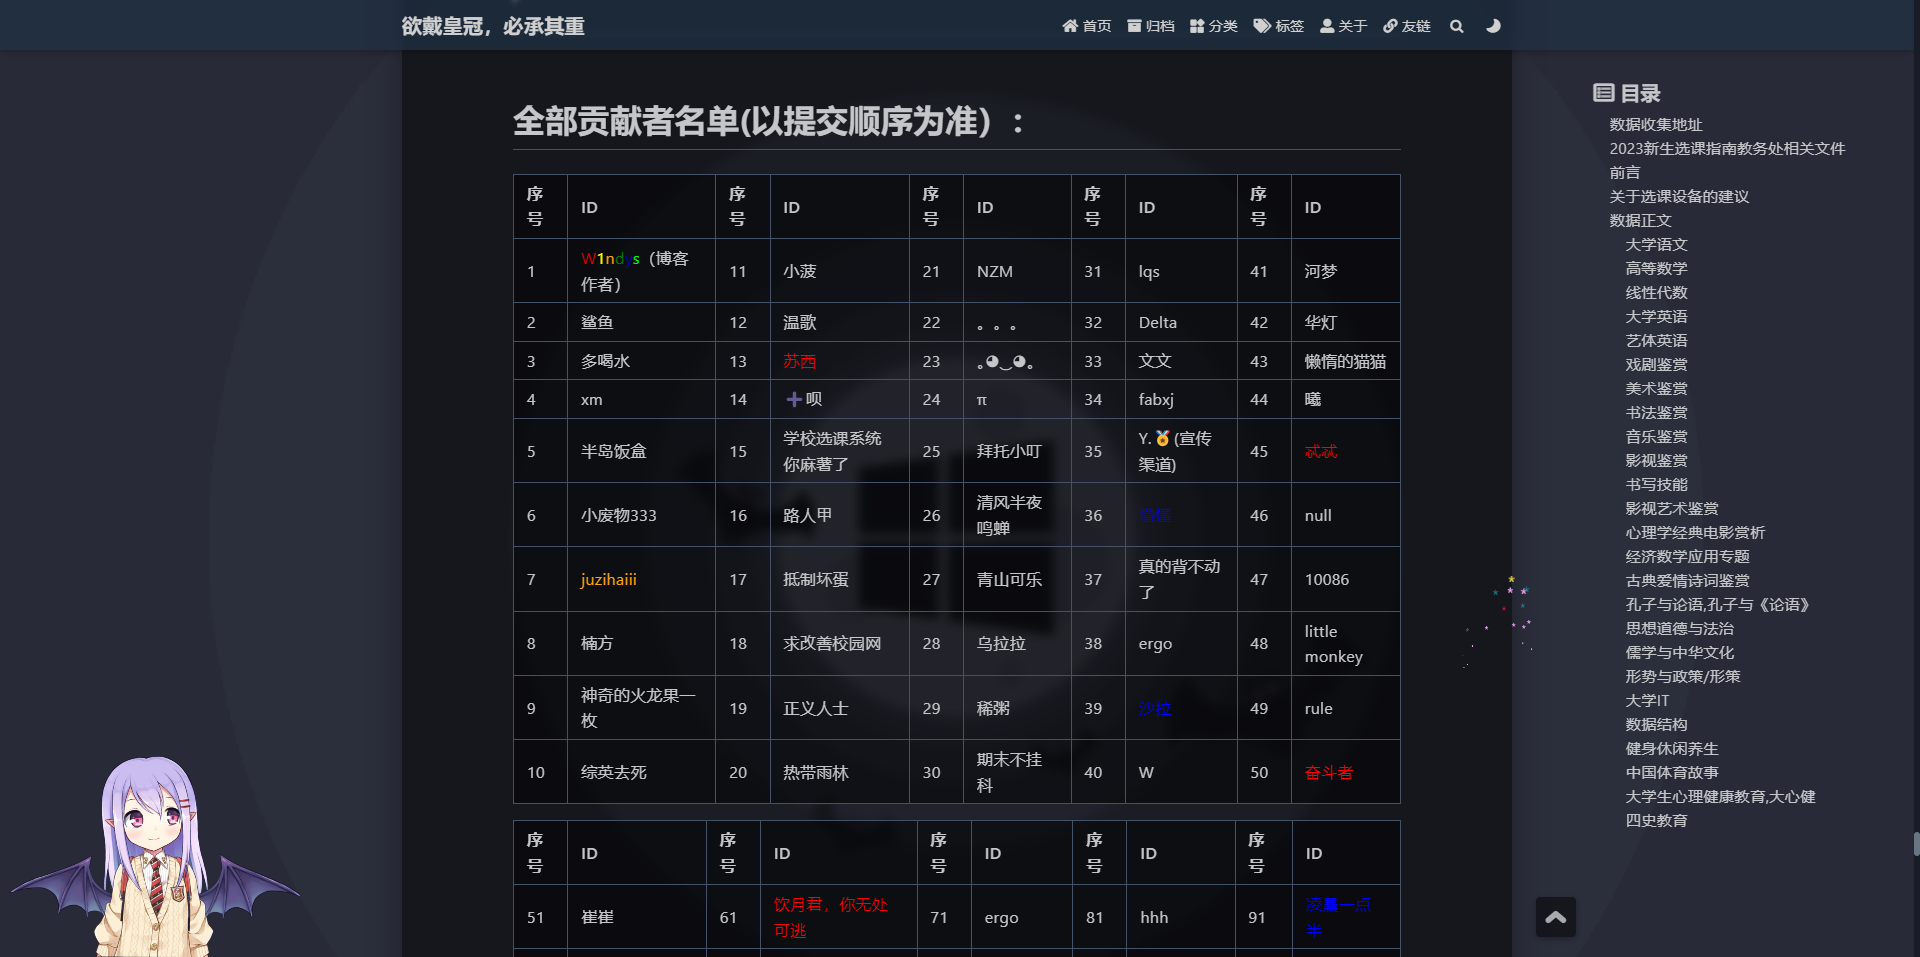 欲戴皇冠，必承其重
首页 归档 分类 标签 关于 友链
全部贡献者名单(以提交顺序为准）：
序号 ID 序号 ID 序号 ID 序号 ID 序号 ID
1 W1ndys（博客作者） 11 小菠 21 NZM 31 lqs 41 河梦
2 鲨鱼 12 温歌 22 。。。 32 Delta 42 华灯
3 多喝水 13 苏西 23 。◕‿◕。 33 文文 43 懒惰的猫猫
4 xm 14 ➕呗 24 π 34 fabxj 44 曦
5 半岛饭盒 15 学校选课系统你麻薯了 25 拜托小叮 35 Y.🏅(宣传渠道) 45 忒忒
6 小废物333 16 路人甲 26 清风半夜鸣蝉 36 46 null
7 juzihaiii 17 抵制坏蛋 27 青山可乐 37 真的背不动了 47 10086
8 楠方 18 求改善校园网 28 乌拉拉 38 ergo 48 little monkey
9 神奇的火龙果一枚 19 正义人士 29 稀粥 39 沙拉 49 rule
10 综英去死 20 热带雨林 30 期末不挂科 40 W 50 奋斗者
序号 ID 序号 ID 序号 ID 序号 ID 序号 ID
51 崔崔 61 饮月君，你无处可逃 71 ergo 81 hhh 91 凌晨一点半
目录
数据收集地址
2023新生选课指南教务处相关文件
前言
关于选课设备的建议
数据正文
大学语文
高等数学
线性代数
大学英语
艺体英语
戏剧鉴赏
美术鉴赏
书法鉴赏
音乐鉴赏
影视鉴赏
书写技能
影视艺术鉴赏
心理学经典电影赏析
经济数学应用专题
古典爱情诗词鉴赏
孔子与论语,孔子与《论语》
思想道德与法治
儒学与中华文化
形势与政策/形策
大学IT
数据结构
健身休闲养生
中国体育故事
大学生心理健康教育,大心健
四史教育